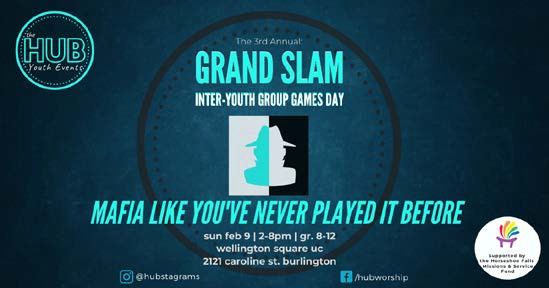 the
HUB
Youth Events
The 3rd Annual:
GRAND SLAM
INTER-YOUTH GROUP GAMES DAY
MAFIA LIKE YOU'VE NEVER PLAYED IT BEFORE
sun feb 9 | 2-8pm | gr. 8-12
wellington square uc
2121 caroline st. burlington
@hubstagrams
/hubworship
Supported by
the Horseshoe Falls
Missions & Service
Fund